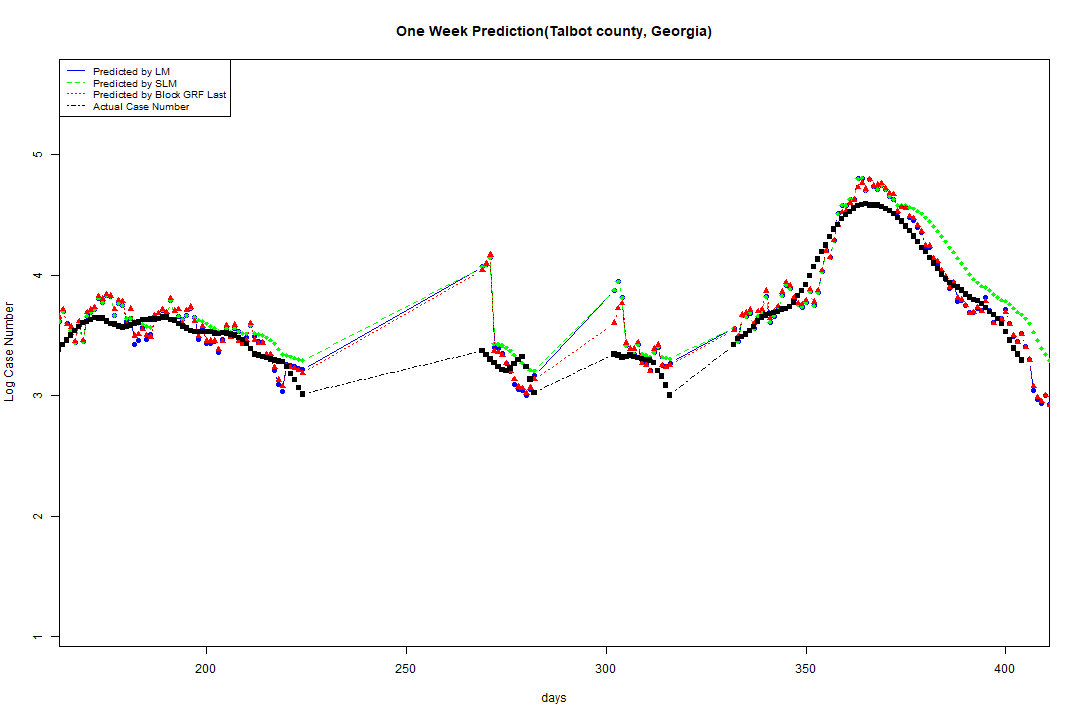 One Week Prediction(Talbot county, Georgia)
Predicted by LM
Predicted by SLM
Predicted by Block GRF Last
Actual Case Number
5
4
3
2
1
Log Case Number
200
250
300
350
400
days